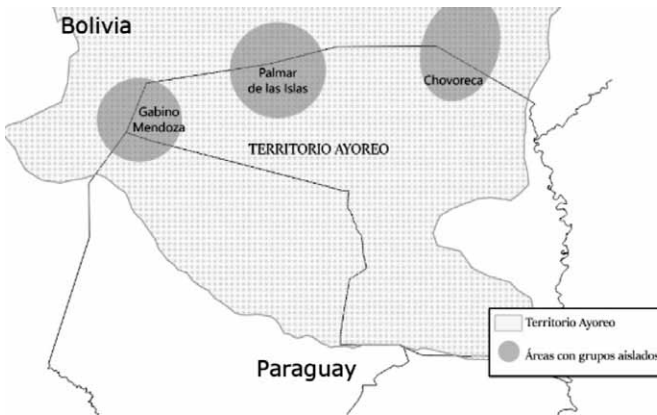 Bolivia
Palmar
de las Islas
Chovoreca
Gabino
Mendoza
TERRITORIO AYOREO
Territorio Ayoreo
Áreas con grupos aislados
Paraguay